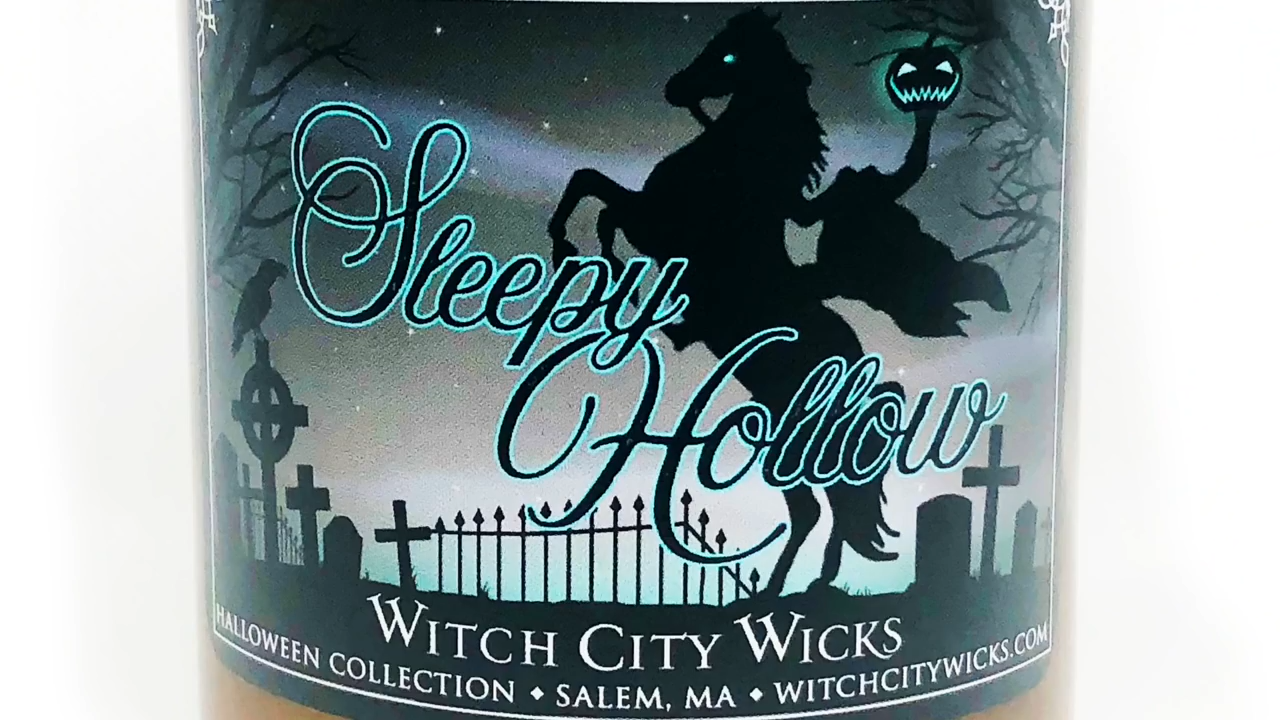 Sleepy
Hollow
WITCH CITY WICKS
HALLOWEEN COLLECTION ◆ SALEM, MA ◆ WITCHCITYWICKS.COM